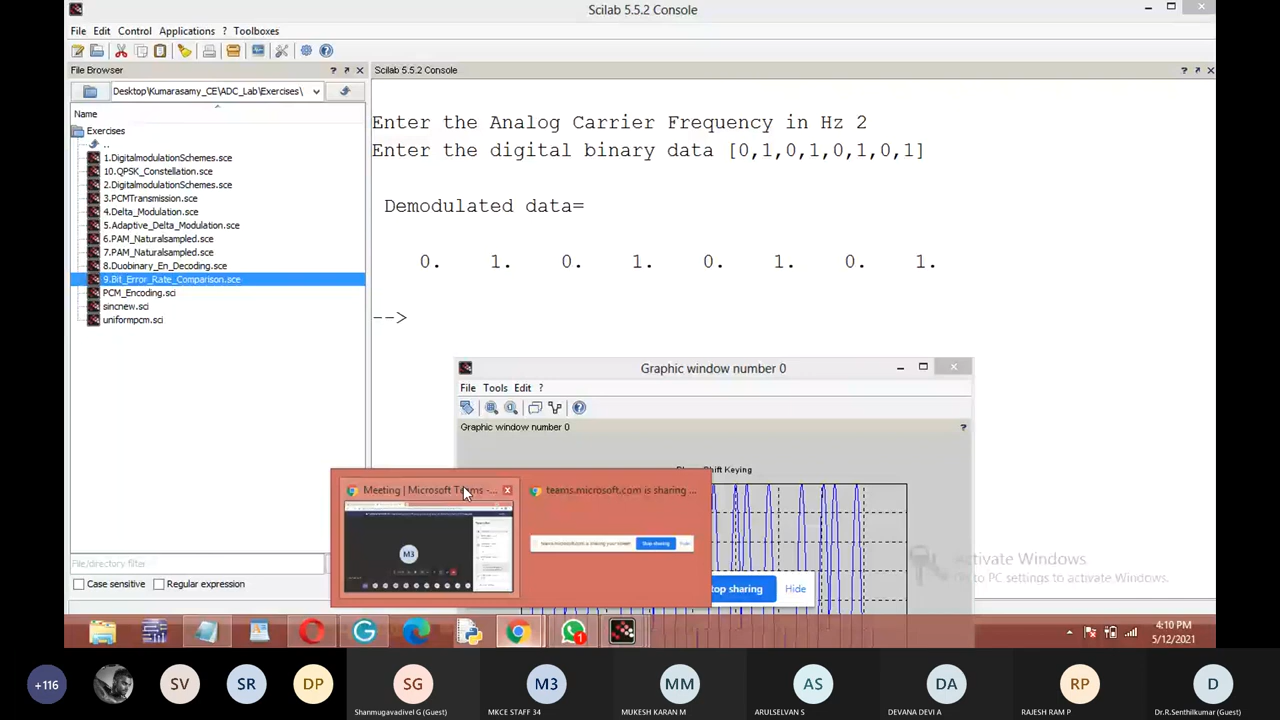 Scilab 5.5.2 Console
File Edit Control Applications ? Toolboxes
File Browser ? Scilab 5.5.2 Console ?
Desktop\Kumarasamy_CE\ADC_Lab\Exercises\
Name
Exercises
..
1.DigitalmodulationSchemes.sce
10.QPSK_Constellation.sce
2.DigitalmodulationSchemes.sce
3.PCMTransmission.sce
4.Delta_Modulation.sce
5.Adaptive_Delta_Modulation.sce
6.PAM_Naturalsampled.sce
7.PAM_Naturalsampled.sce
8.Duobinary_En_Decoding.sce
9.Bit_Error_Rate_Comparison.sce
PCM_Encoding.sci
sincnew.sci
uniformpcm.sci
File/directory filter
Case sensitive Regular expression
Enter the Analog Carrier Frequency in Hz 2
Enter the digital binary data [0,1,0,1,0,1,0,1]
Demodulated data=
0. 1. 0. 1. 0. 1. 0. 1.
-->
Graphic window number 0
File Tools Edit ?
Graphic window number 0 ?
Shift Keying
Meeting | Microsoft Teams -...
teams.microsoft.com is sharing ...
M3
Stop sharing Hide
top sharing Hide
Activate Windows
to PC settings to activate Windows.
1
4:10 PM
5/12/2021
+116 SV SR DP SG M3 MM AS DA RP D
Shanmugavadivel G (Guest) MKCE STAFF 34 MUKESH KARAN M ARULSELVAN S DEVANA DEVI A RAJESH RAM P Dr.R.Senthilkumar (Guest)